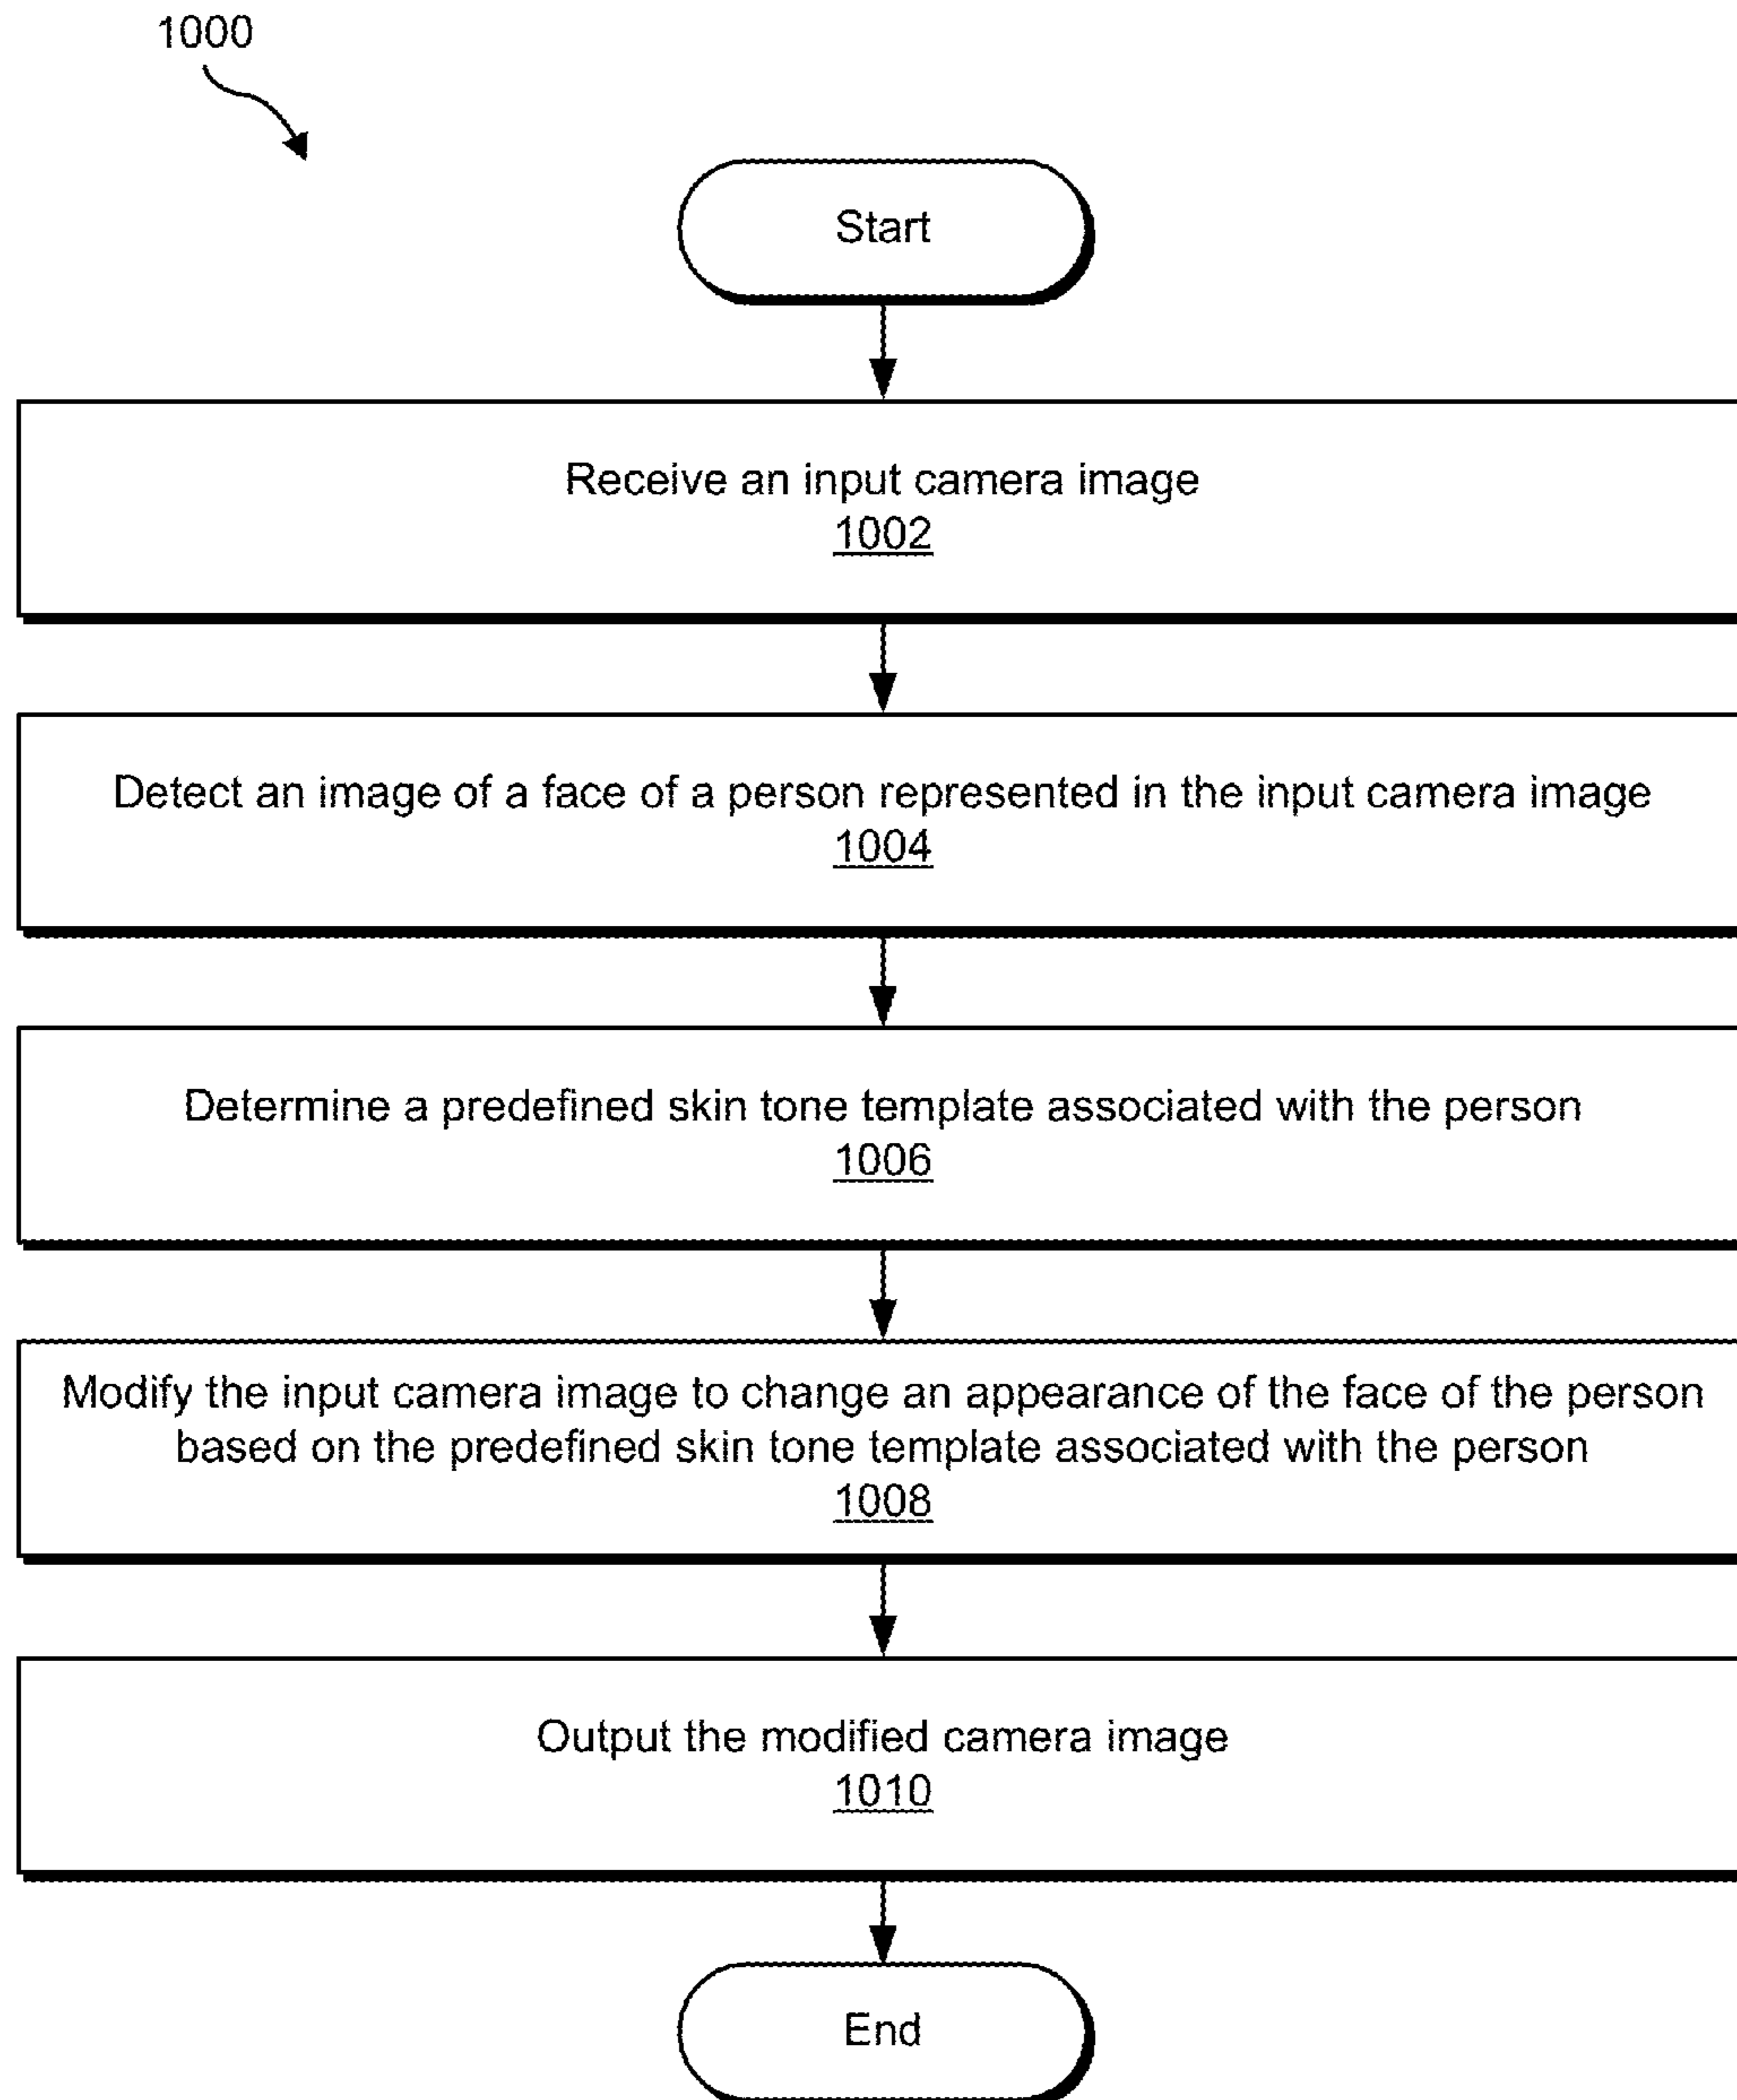 1000
Start
Receive an input camera image
1002
Detect an image of a face of a person represented in the input camera image
1004
Determine a predefined skin tone template associated with the person
1006
Modify the input camera image to change an appearance of the face of the person
based on the predefined skin tone template associated with the person
1008
Output the modified camera image
1010
End